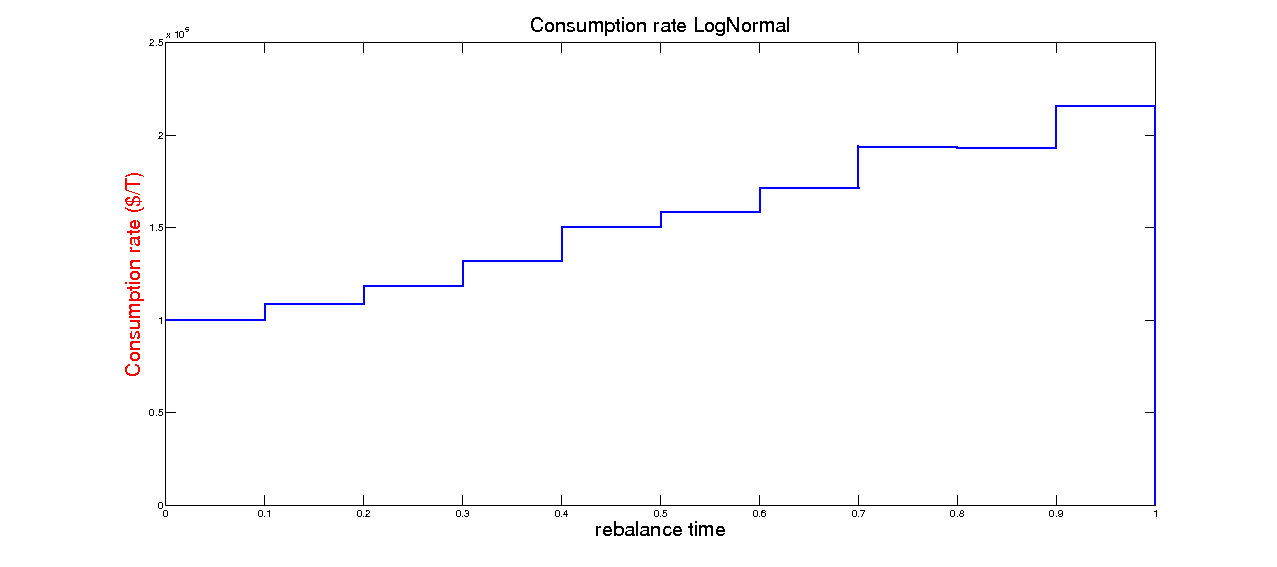 Consumption rate LogNormal
x 10^5
2.5
2
1.5
1
0.5
0
Consumption rate ($/T)
0 0.1 0.2 0.3 0.4 0.5 0.6 0.7 0.8 0.9 1
rebalance time